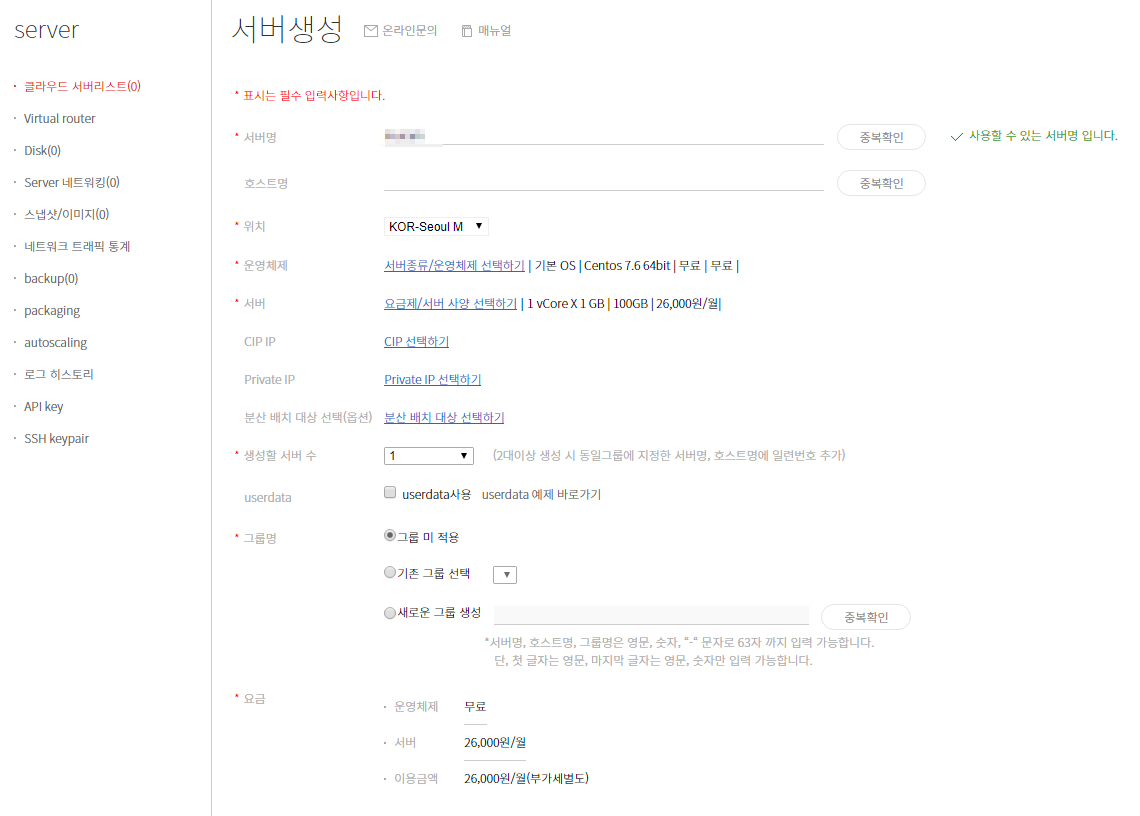 server
· 클라우드 서버리스트(0)
· Virtual router
· Disk(0)
· Server 네트워킹(0)
· 스냅샷/이미지(0)
· 네트워크 트래픽 통계
· backup(0)
· packaging
· autoscaling
· 로그 히스토리
· API key
· SSH keypair
서버생성 온라인문의 매뉴얼
* 표시는 필수 입력사항입니다.
* 서버명 중복확인 사용할 수 있는 서버명 입니다.
호스트명 중복확인
* 위치 KOR-Seoul M ▼
* 운영체제 서버종류/운영체제 선택하기 | 기본 OS | Centos 7.6 64bit | 무료 | 무료 |
* 서버 요금제/서버 사양 선택하기 | 1 vCore X 1 GB | 100GB | 26,000원/월|
CIP IP CIP 선택하기
Private IP Private IP 선택하기
분산 배치 대상 선택(옵션) 분산 배치 대상 선택하기
* 생성할 서버 수 1 ▼ (2대이상 생성 시 동일그룹에 지정한 서버명, 호스트명에 일련번호 추가)
userdata userdata사용 userdata 예제 바로가기
* 그룹명 그룹 미 적용
기존 그룹 선택 ▼
새로운 그룹 생성 중복확인
*서버명, 호스트명, 그룹명은 영문, 숫자, "-" 문자로 63자 까지 입력 가능합니다.
단, 첫 글자는 영문, 마지막 글자는 영문, 숫자만 입력 가능합니다.
* 요금 · 운영체제 무료
· 서버 26,000원/월
· 이용금액 26,000원/월(부가세별도)